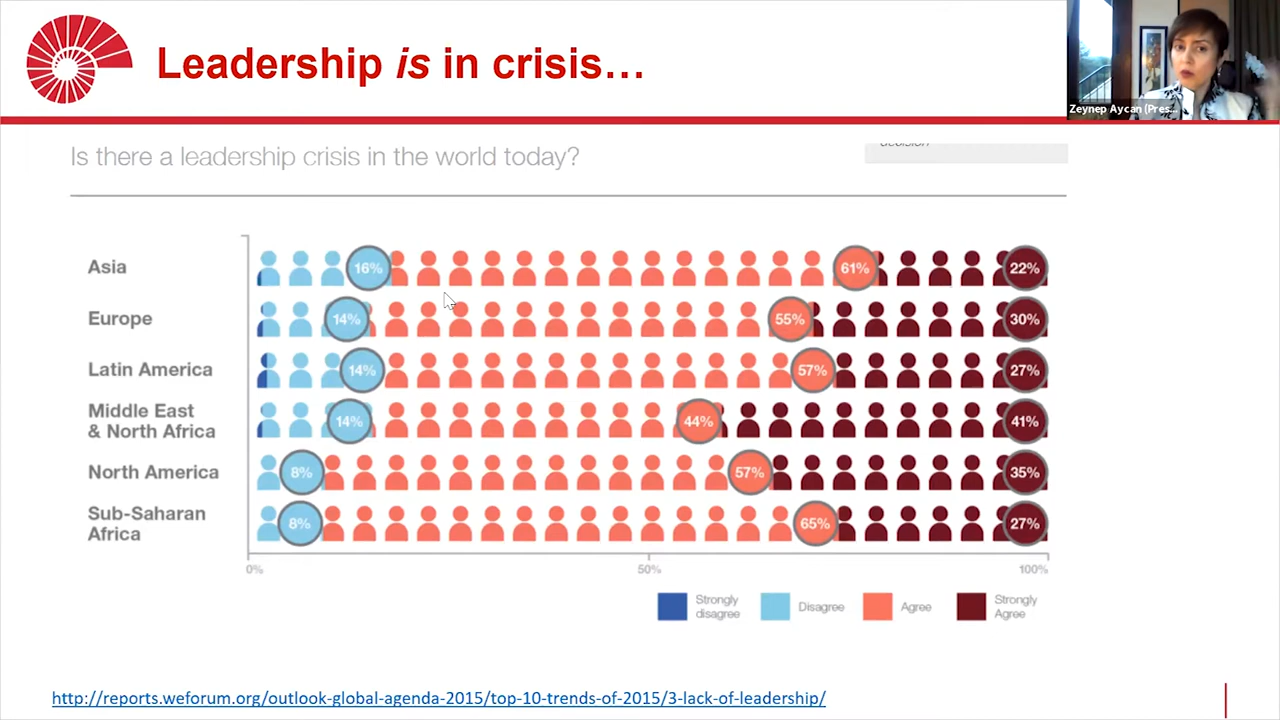 Leadership is in crisis…
Zeynep Aycan (Pres...
Is there a leadership crisis in the world today?
decision
Asia
16%
61%
22%
Europe
14%
55%
30%
Latin America
14%
57%
27%
Middle East
& North Africa
14%
44%
41%
North America
8%
57%
35%
Sub-Saharan
Africa
8%
65%
27%
0%
50%
100%
Strongly
disagree
Disagree
Agree
Strongly
Agree
http://reports.weforum.org/outlook-global-agenda-2015/top-10-trends-of-2015/3-lack-of-leadership/